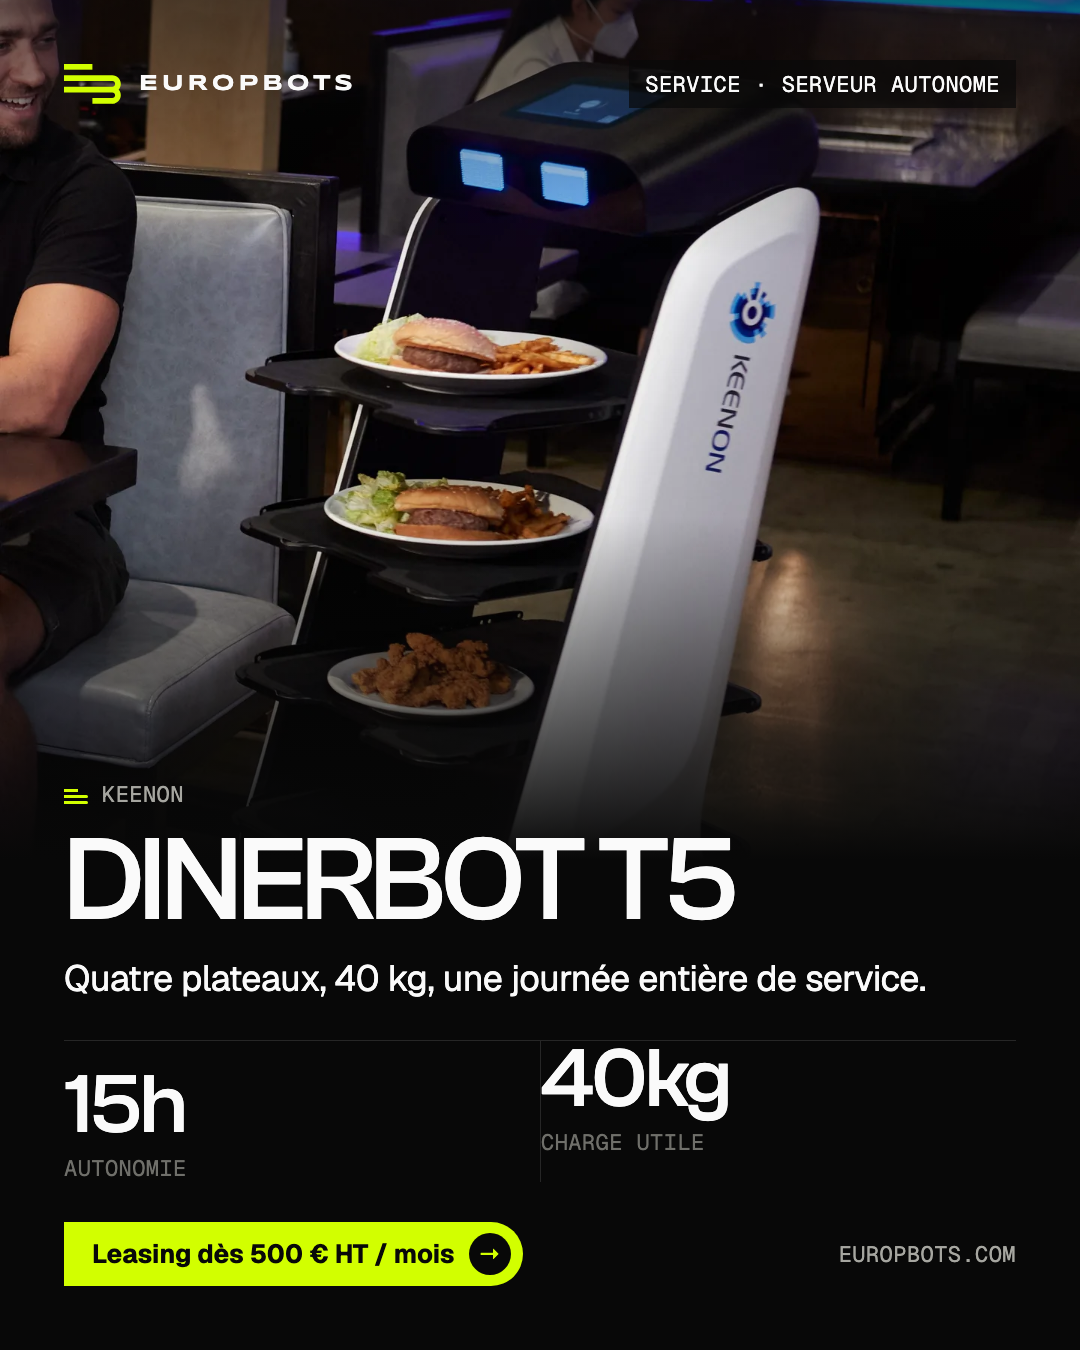 EUROPBOTS
SERVICE · SERVEUR AUTONOME
KEENON
KEENON
DINERBOT T5
Quatre plateaux, 40 kg, une journée entière de service.
15h
AUTONOMIE
40kg
CHARGE UTILE
Leasing dès 500 € HT / mois →
EUROPBOTS.COM